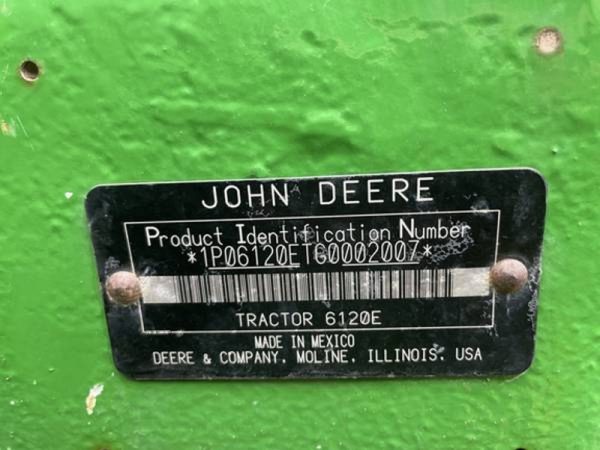 JOHN DEERE
Product Identification Number
*1P06120ETG0002007*
TRACTOR 6120E
MADE IN MEXICO
DEERE & COMPANY, MOLINE, ILLINOIS, USA